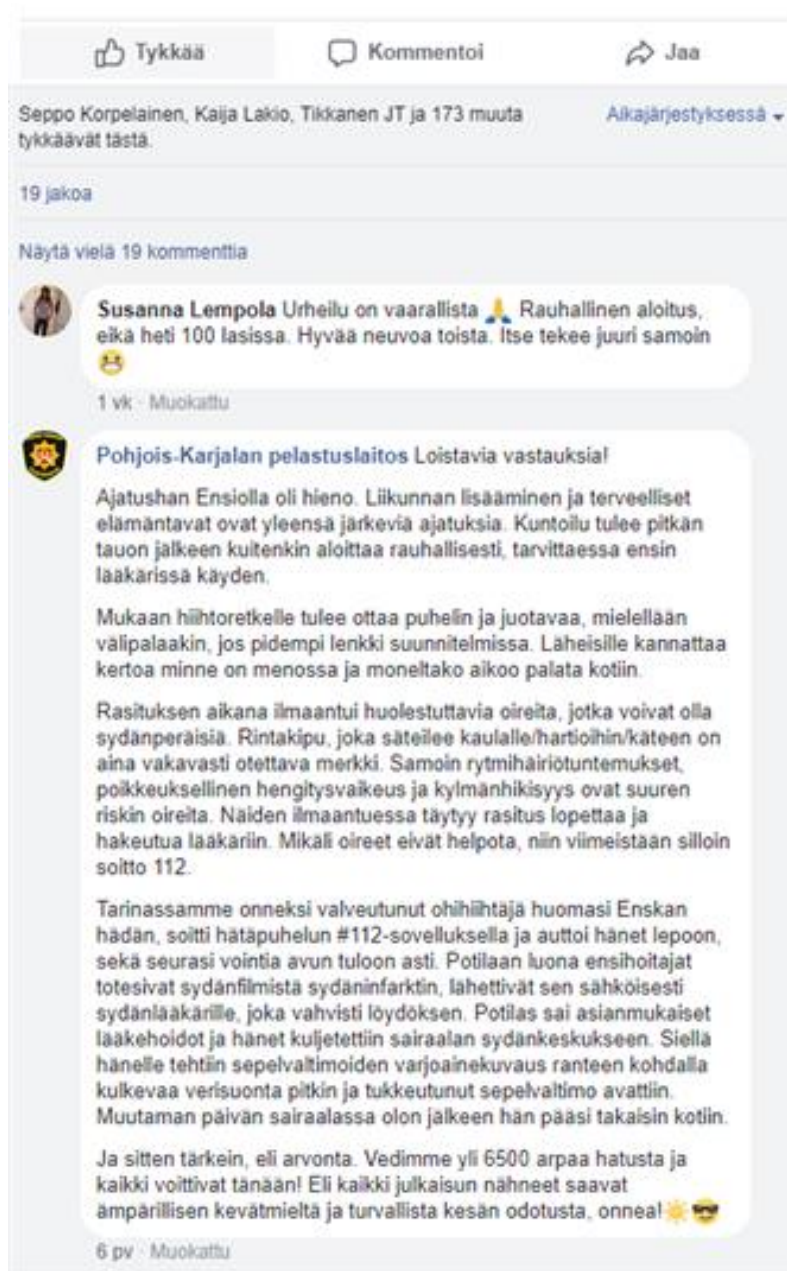 Tykkää Kommentoi Jaa
Seppo Korpelainen, Kaija Lakio, Tikkanen JT ja 173 muuta
tykkäävät tästä.
Aikajärjestyksessä
19 jakoa
Näytä vielä 19 kommenttia
Susanna Lempola Urheilu on vaarallista 🙏 Rauhallinen aloitus,
eikä heti 100 lasissa. Hyvää neuvoa toista. Itse tekee juuri samoin
😬
1 vk · Muokattu
Pohjois-Karjalan pelastuslaitos Loistavia vastauksia!
Ajatushan Ensiolla oli hieno. Liikunnan lisääminen ja terveelliset
elämäntavat ovat yleensä järkeviä ajatuksia. Kuntoilu tulee pitkän
tauon jälkeen kuitenkin aloittaa rauhallisesti, tarvittaessa ensin
lääkärissä käyden.
Mukaan hiihtoretkelle tulee ottaa puhelin ja juotavaa, mielellään
välipalaakin, jos pidempi lenkki suunnitelmissa. Läheisille kannattaa
kertoa minne on menossa ja moneltako aikoo palata kotiin.
Rasituksen aikana ilmaantui huolestuttavia oireita, jotka voivat olla
sydänperäisiä. Rintakipu, joka säteilee kaulalle/hartioihin/käteen on
aina vakavasti otettava merkki. Samoin rytmihäiriötuntemukset,
poikkeuksellinen hengitysvaikeus ja kylmänhikisyys ovat suuren
riskin oireita. Näiden ilmaantuessa täytyy rasitus lopettaa ja
hakeutua lääkäriin. Mikäli oireet eivät helpota, niin viimeistään silloin
soitto 112.
Tarinassamme onneksi valveutunut ohihiihtäjä huomasi Enskan
hädän, soitti hätäpuhelun #112-sovelluksella ja auttoi hänet lepoon,
sekä seurasi vointia avun tuloon asti. Potilaan luona ensihoitajat
totesivat sydänfilmistä sydäninfarktin, lähettivät sen sähköisesti
sydänlääkärille, joka vahvisti löydöksen. Potilas sai asianmukaiset
lääkehoidot ja hänet kuljetettiin sairaalan sydänkeskukseen. Siellä
hänelle tehtiin sepelvaltimoiden varjoainekuvaus ranteen kohdalla
kulkevaa verisuonta pitkin ja tukkeutunut sepelvaltimo avattiin.
Muutaman päivän sairaalassa olon jälkeen hän pääsi takaisin kotiin.
Ja sitten tärkein, eli arvonta. Vedimme yli 6500 arpaa hatusta ja
kaikki voittivat tänään! Eli kaikki julkaisun nähneet saavat
ämpärillisen kevätmieltä ja turvallista kesän odotusta, onnea!☀️😎
6 pv · Muokattu